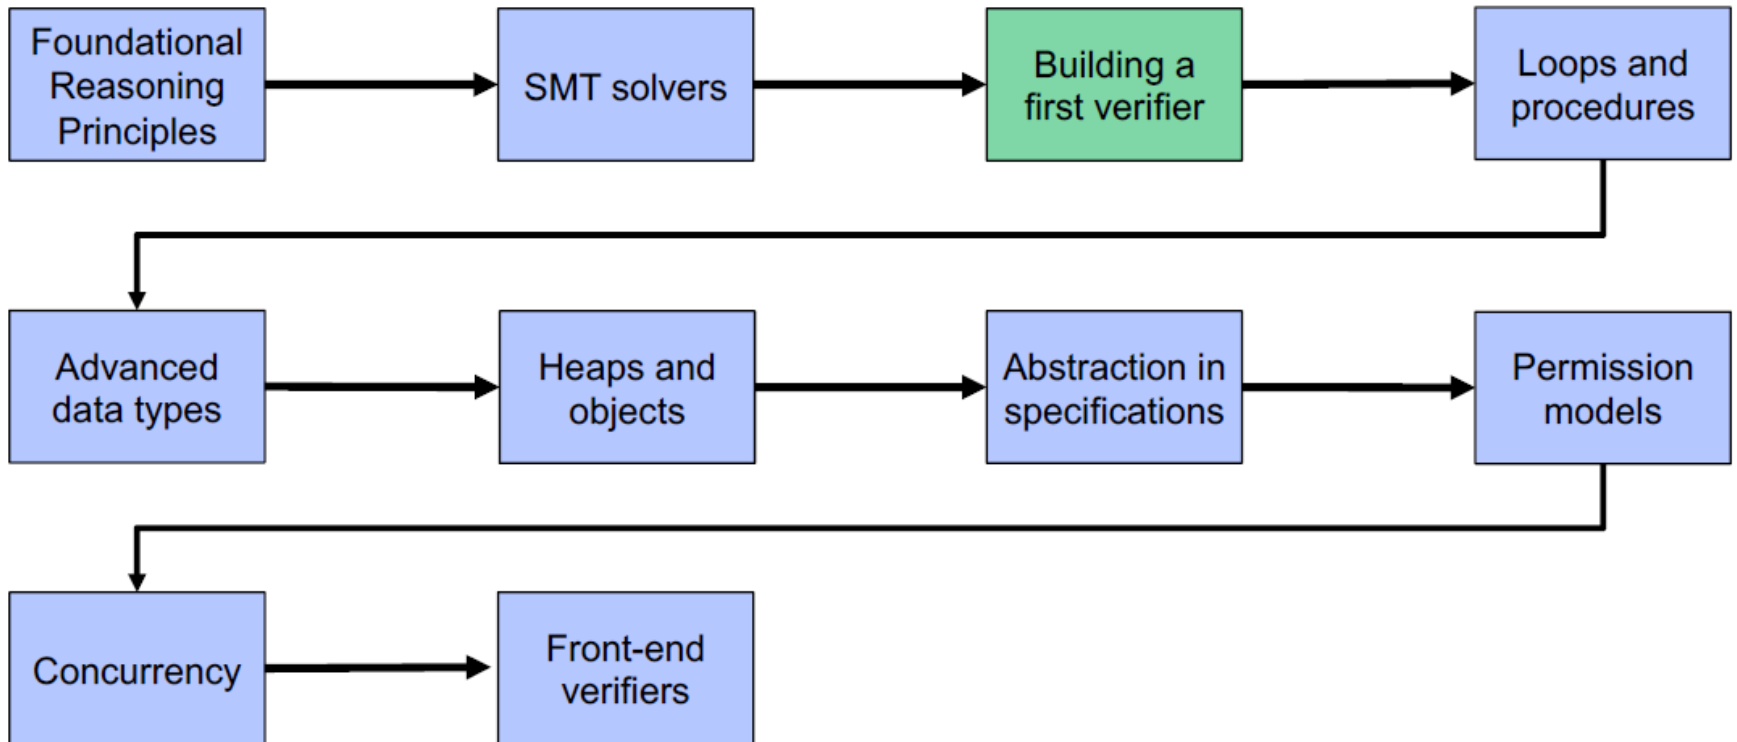 Foundational
Reasoning
Principles
SMT solvers
Building a
first verifier
Loops and
procedures
Advanced
data types
Heaps and
objects
Abstraction in
specifications
Permission
models
Concurrency
Front-end
verifiers